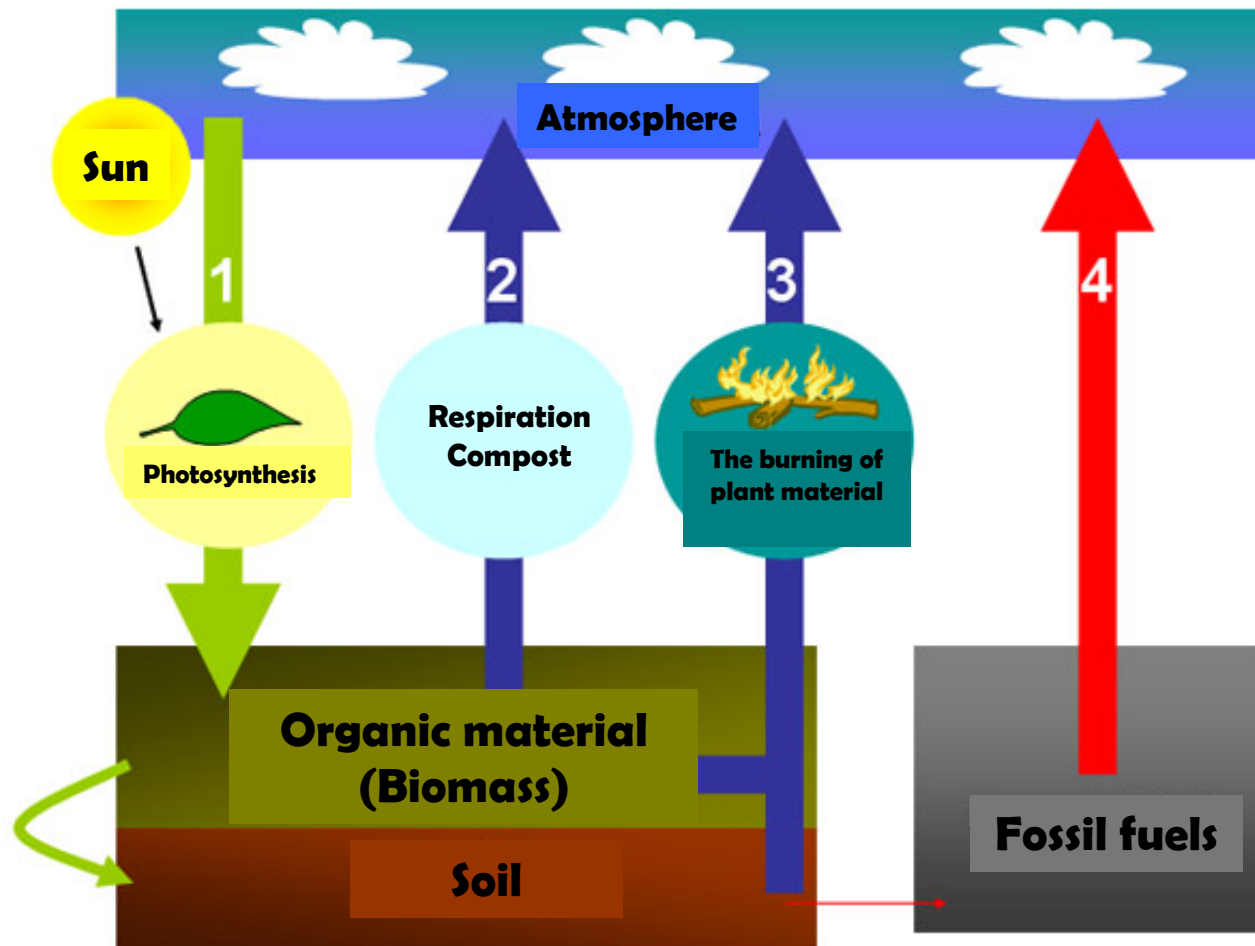 Atmosphere
Sun
1
2
3
4
Photosynthesis
Respiration
Compost
The burning of
plant material
Organic material
(Biomass)
Soil
Fossil fuels